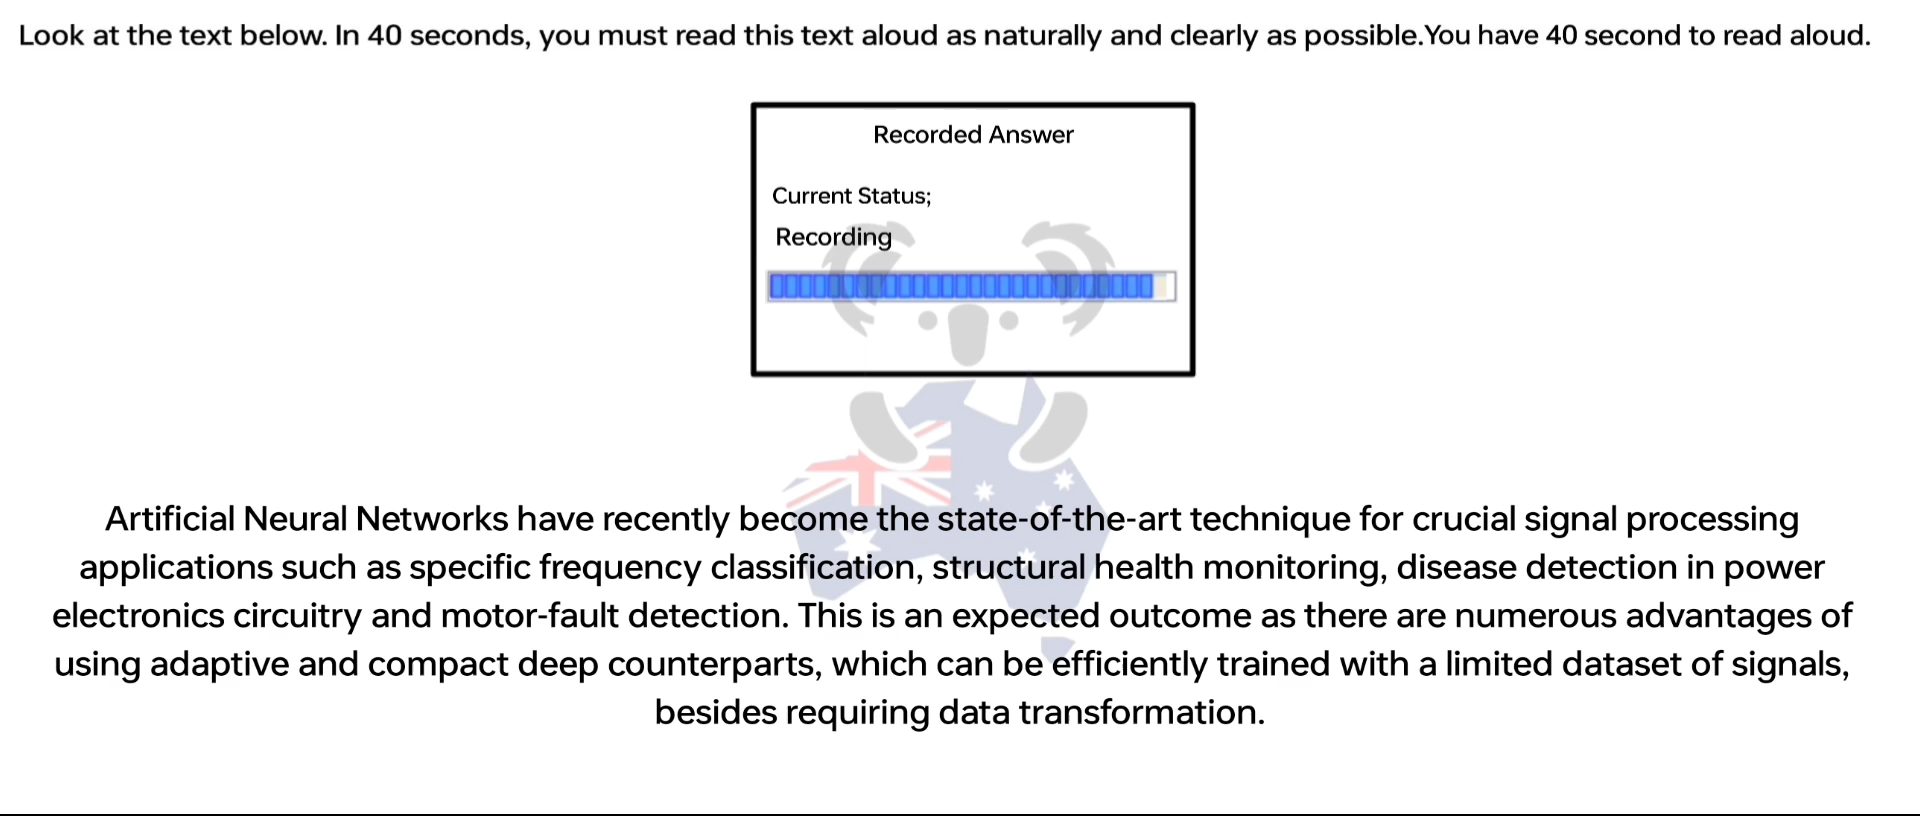 Look at the text below. In 40 seconds, you must read this text aloud as naturally and clearly as possible.You have 40 second to read aloud.
Recorded Answer
Current Status;
Recording
Artificial Neural Networks have recently become the state-of-the-art technique for crucial signal processing
applications such as specific frequency classification, structural health monitoring, disease detection in power
electronics circuitry and motor-fault detection. This is an expected outcome as there are numerous advantages of
using adaptive and compact deep counterparts, which can be efficiently trained with a limited dataset of signals,
besides requiring data transformation.